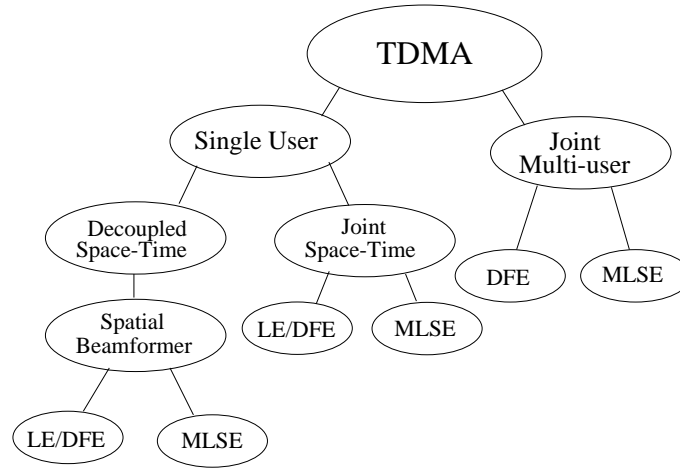 TDMA
Single User
Joint
Multi-user
Decoupled
Space-Time
Joint
Space-Time
DFE
MLSE
Spatial
Beamformer
LE/DFE
MLSE
LE/DFE
MLSE